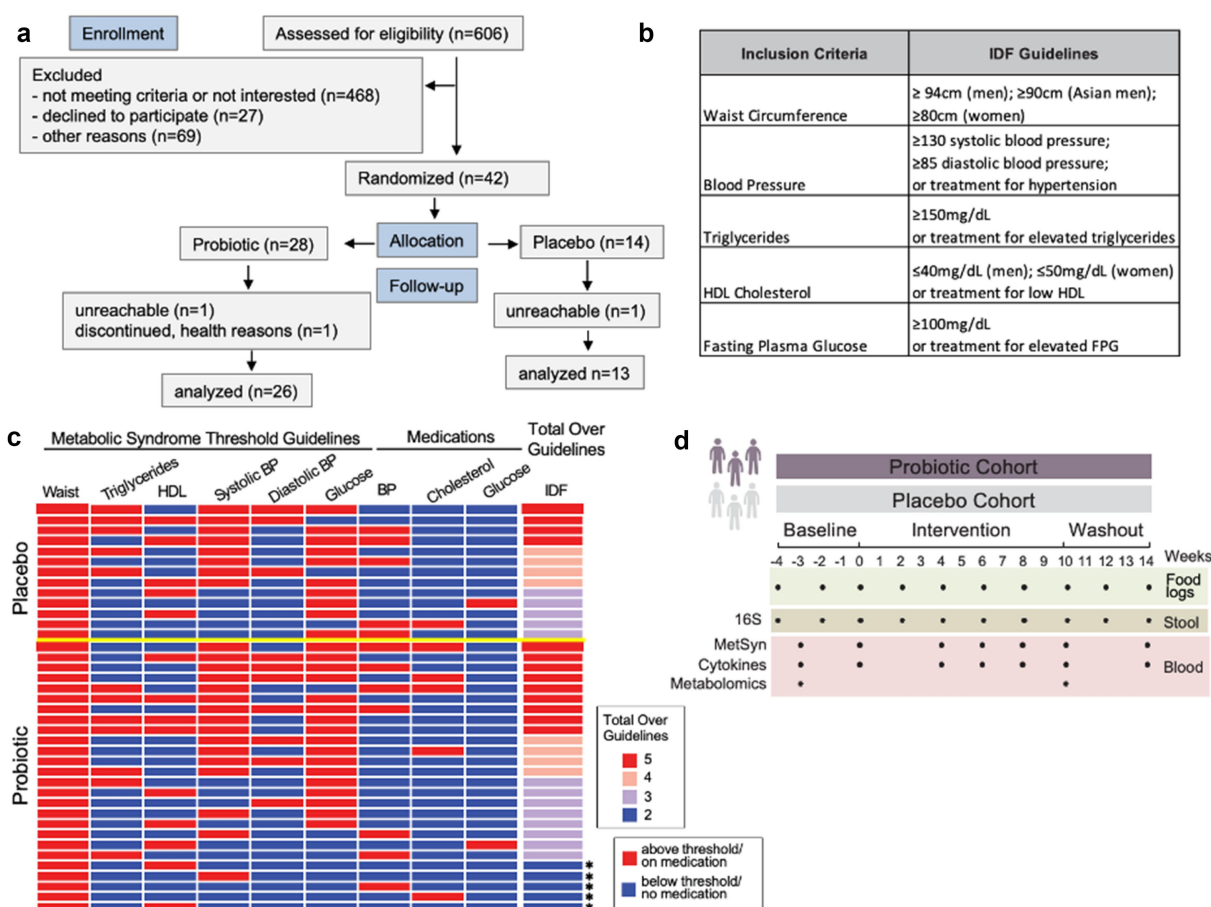 a
Enrollment
Assessed for eligibility (n=606)
Excluded
- not meeting criteria or not interested (n=468)
- declined to participate (n=27)
- other reasons (n=69)
Randomized (n=42)
Probiotic (n=28)
Allocation
Placebo (n=14)
Follow-up
unreachable (n=1)
discontinued, health reasons (n=1)
unreachable (n=1)
analyzed (n=26)
analyzed n=13
b
Inclusion Criteria
IDF Guidelines
Waist Circumference
≥ 94cm (men); ≥90cm (Asian men);
≥80cm (women)
Blood Pressure
≥130 systolic blood pressure;
≥85 diastolic blood pressure;
or treatment for hypertension
Triglycerides
≥150mg/dL
or treatment for elevated triglycerides
HDL Cholesterol
≤40mg/dL (men); ≤50mg/dL (women)
or treatment for low HDL
Fasting Plasma Glucose
≥100mg/dL
or treatment for elevated FPG
c
Metabolic Syndrome Threshold Guidelines
Medications
Total Over
Guidelines
Waist
Triglycerides
HDL
Systolic BP
Diastolic BP
Glucose
BP
Cholesterol
Glucose
IDF
Placebo
Probiotic
*
*
*
*
*
Total Over
Guidelines
5
4
3
2
above threshold/
on medication
below threshold/
no medication
d
Probiotic Cohort
Placebo Cohort
Baseline
Intervention
Washout
-4 -3 -2 -1 0 1 2 3 4 5 6 7 8 9 10 11 12 13 14 Weeks
Food
logs
16S
Stool
MetSyn
Cytokines
Blood
Metabolomics